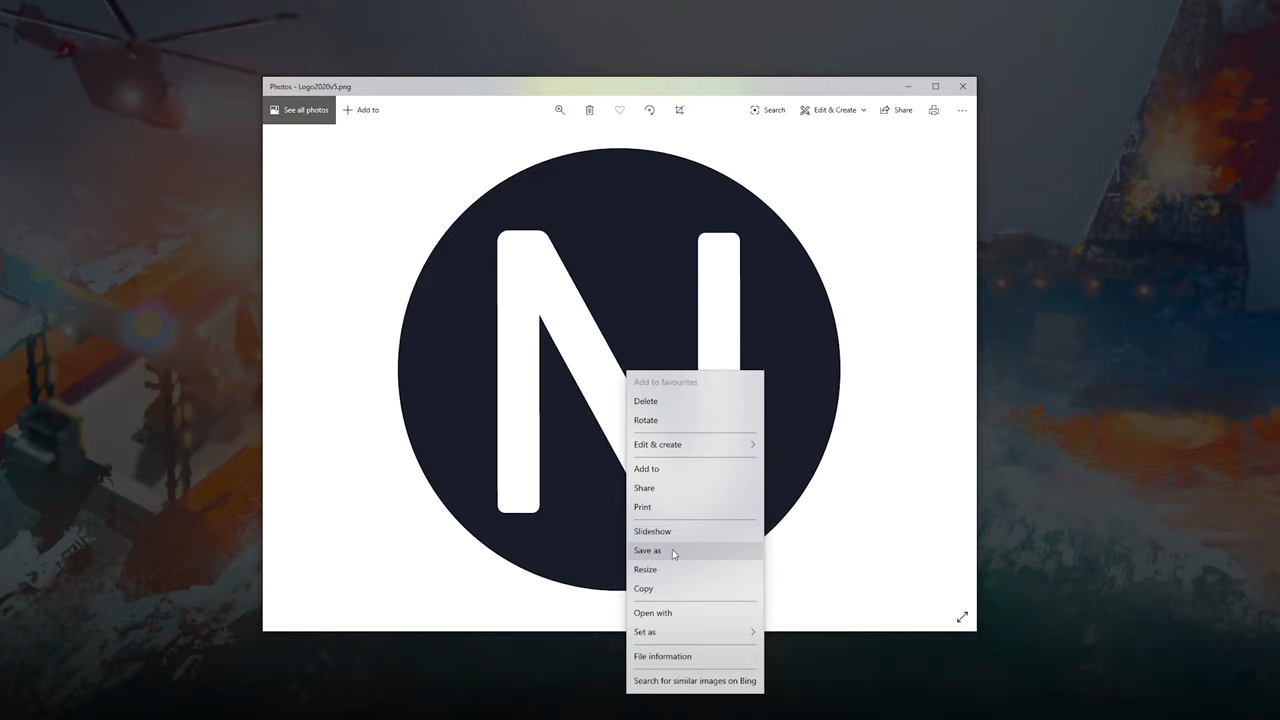 Photos - Logo2020v5.png
See all photos
Add to
Search
Edit & Create
Share
N
Add to favourites
Delete
Rotate
Edit & create
Add to
Share
Print
Slideshow
Save as
Resize
Copy
Open with
Set as
File information
Search for similar images on Bing